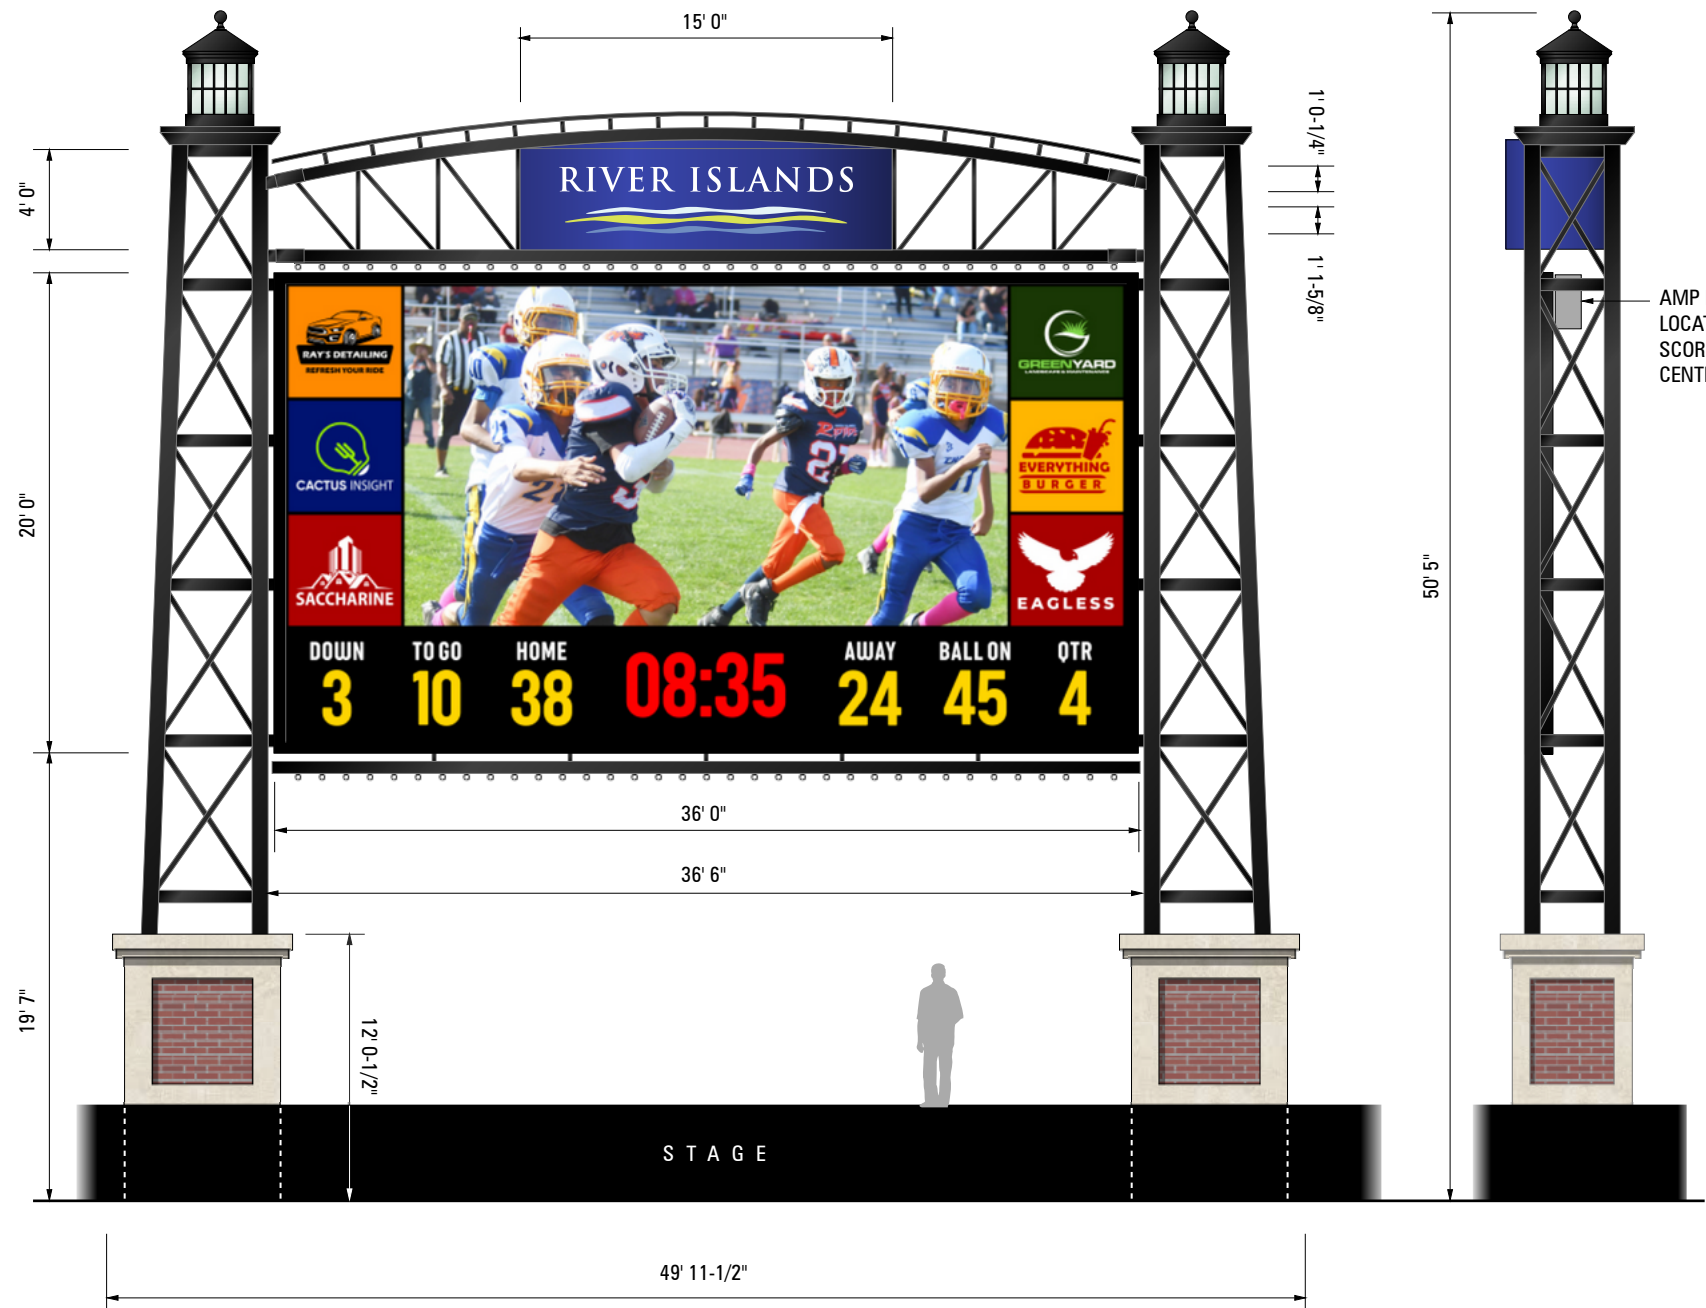 15' 0"
1' 0-1/4"
4' 0"
RIVER ISLANDS
1' 1-5/8"
AMP
LOCAT
SCOR
CENT
RAY'S DETAILING
REFRESH YOUR RIDE
GREENYARD
LANDSCAPE & MAINTENANCE
CACTUS INSIGHT
EVERYTHING
BURGER
SACCHARINE
EAGLESS
20' 0"
50' 5"
DOWN TO GO HOME AWAY BALL ON QTR
3 10 38 08:35 24 45 4
36' 0"
36' 6"
19' 7"
12' 0-1/2"
STAGE
49' 11-1/2"